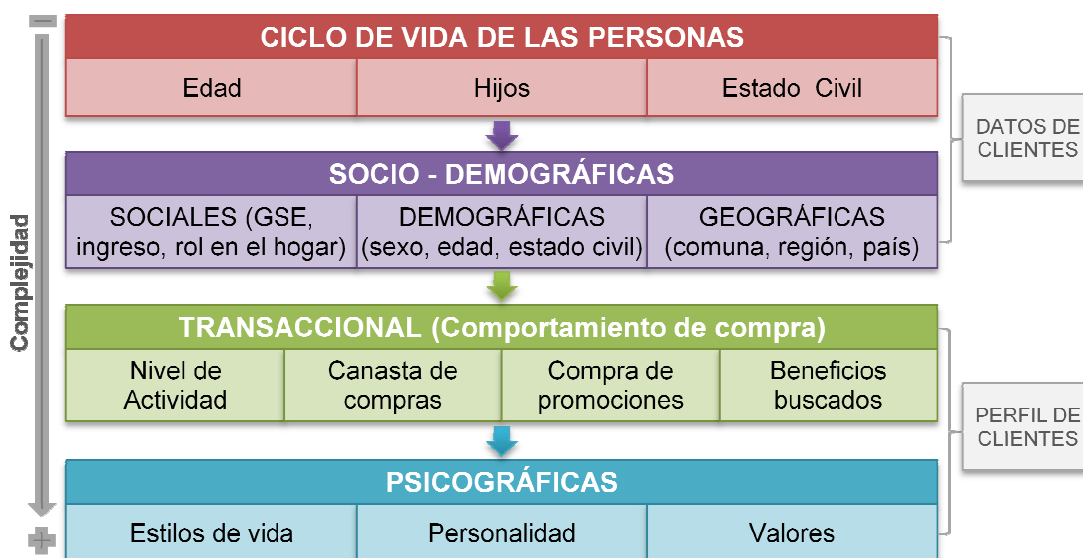 CICLO DE VIDA DE LAS PERSONAS
Edad
Hijos
Estado Civil
DATOS DE
CLIENTES
SOCIO - DEMOGRÁFICAS
SOCIALES (GSE,
ingreso, rol en el hogar)
DEMOGRÁFICAS
(sexo, edad, estado civil)
GEOGRÁFICAS
(comuna, región, país)
Complejidad
TRANSACCIONAL (Comportamiento de compra)
Nivel de
Actividad
Canasta de
compras
Compra de
promociones
Beneficios
buscados
PERFIL DE
CLIENTES
PSICOGRÁFICAS
Estilos de vida
Personalidad
Valores